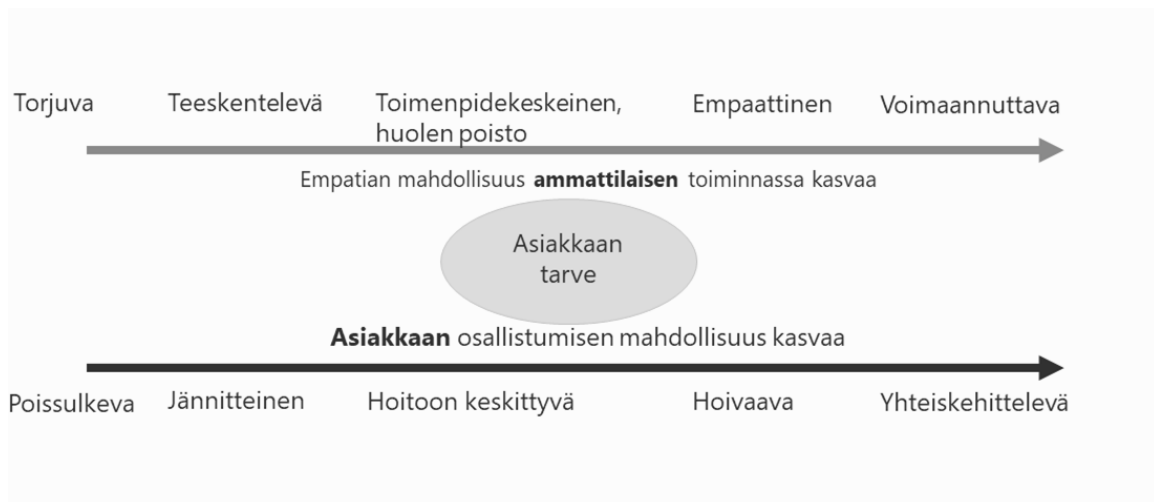 Torjuva
Teeskentelevä
Toimenpidekeskeinen,
huolen poisto
Empaattinen
Voimaannuttava
Empatian mahdollisuus ammattilaisen toiminnassa kasvaa
Asiakkaan
tarve
Asiakkaan osallistumisen mahdollisuus kasvaa
Poissulkeva
Jännitteinen
Hoitoon keskittyvä
Hoivaava
Yhteiskehittelevä